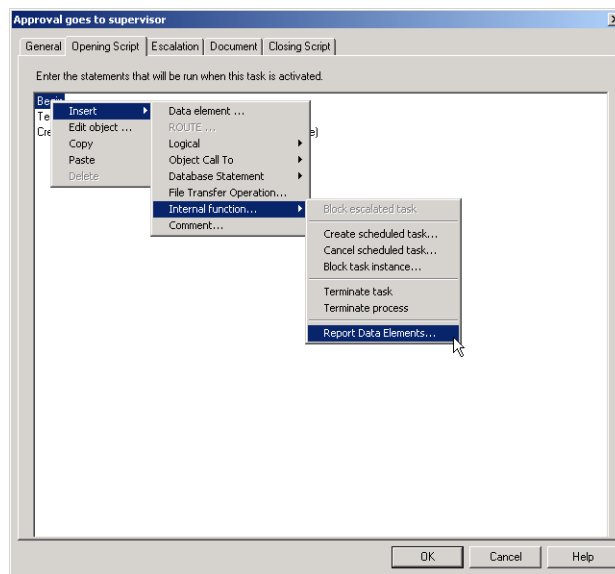 Approval goes to supervisor
General Opening Script Escalation Document Closing Script
Enter the statements that will be run when this task is activated.
Begin
Te
Cre e)
Insert
Edit object ...
Copy
Paste
Delete
Data element ...
ROUTE ...
Logical
Object Call To
Database Statement
File Transfer Operation...
Internal function...
Comment...
Block escalated task
Create scheduled task...
Cancel scheduled task...
Block task instance...
Terminate task
Terminate process
Report Data Elements...
OK Cancel Help